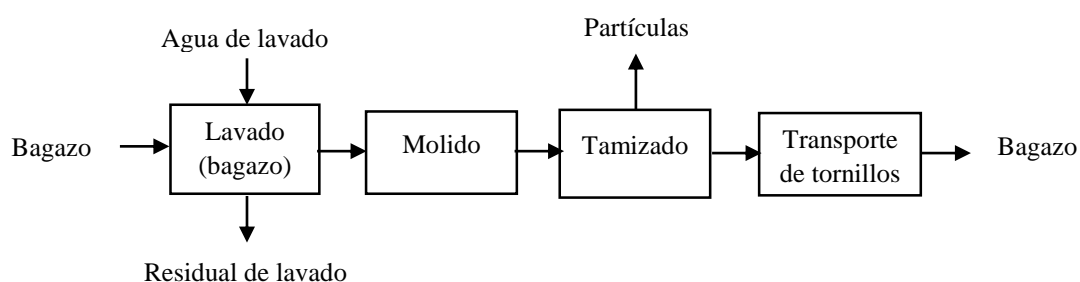 Agua de lavado
Partículas
Bagazo
Lavado
(bagazo)
Molido
Tamizado
Transporte
de tornillos
Bagazo
Residual de lavado